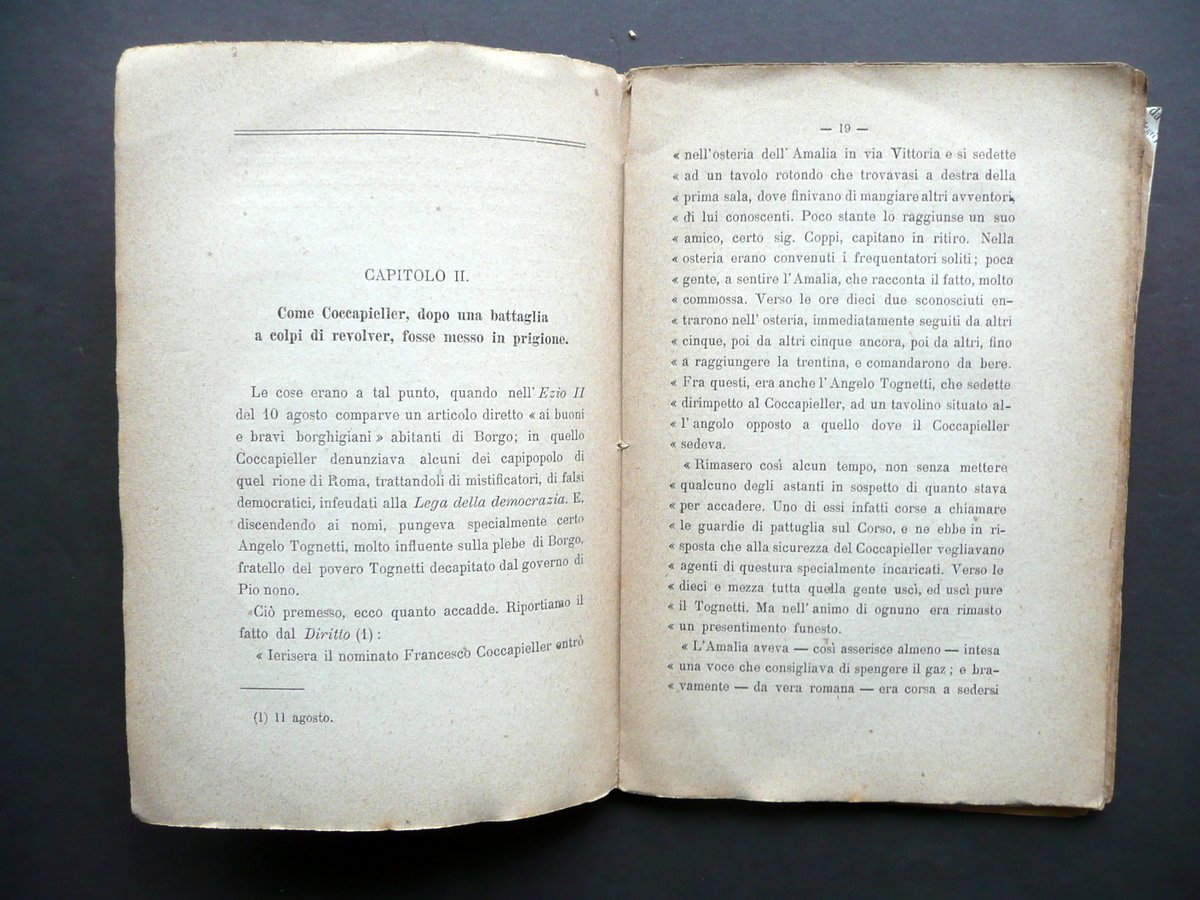 CAPITOLO II.
Come Coccapieller, dopo una battaglia
a colpi di revolver, fosse messo in prigione.
Le cose erano a tal punto, quando nell' Ezio II
del 10 agosto comparve un articolo diretto « ai buoni
e bravi borghigiani » abitanti di Borgo; in quello
Coccapieller denunziava alcuni dei capipopolo di
quel rione di Roma, trattandoli di mistificatori, di falsi
democratici, infeudati alla Lega della democrazia. E,
discendendo ai nomi, pungeva specialmente certo
Angelo Tognetti, molto influente sulla plebe di Borgo,
fratello del povero Tognetti decapitato dal governo di
Pio nono.
Ciò premesso, ecco quanto accadde. Riportiamo il
fatto dal Diritto (1) :
« Ierisera il nominato Francesco Coccapieller entrò
(1) 11 agosto.
— 19 —
« nell'osteria dell' Amalia in via Vittoria e si sedette
« ad un tavolo rotondo che trovavasi a destra della
« prima sala, dove finivano di mangiare altri avventori,
« di lui conoscenti. Poco stante lo raggiunse un suo
« amico, certo sig. Coppi, capitano in ritiro. Nella
« osteria erano convenuti i frequentatori soliti ; poca
« gente, a sentire l'Amalia, che racconta il fatto, molto
« commossa. Verso le ore dieci due sconosciuti en-
« trarono nell' osteria, immediatamente seguiti da altri
« cinque, poi da altri cinque ancora, poi da altri, fino
« a raggiungere la trentina, e comandarono da bere.
« Fra questi, era anche l'Angelo Tognetti, che sedette
« dirimpetto al Coccapieller, ad un tavolino situato al-
« l' angolo opposto a quello dove il Coccapieller
« sedeva.
« Rimasero così alcun tempo, non senza mettere
« qualcuno degli astanti in sospetto di quanto stava
« per accadere. Uno di essi infatti corse a chiamare
« le guardie di pattuglia sul Corso, e ne ebbe in ri-
« sposta che alla sicurezza del Coccapieller vegliavano
« agenti di questura specialmente incaricati. Verso le
« dieci e mezza tutta quella gente uscì, ed uscì pure
« il Tognetti. Ma nell' animo di ognuno era rimasto
« un presentimento funesto.
« L'Amalia aveva — così asserisce almeno — intesa
« una voce che consigliava di spengere il gaz ; e bra-
« vamente — da vera romana — era corsa a sedersi